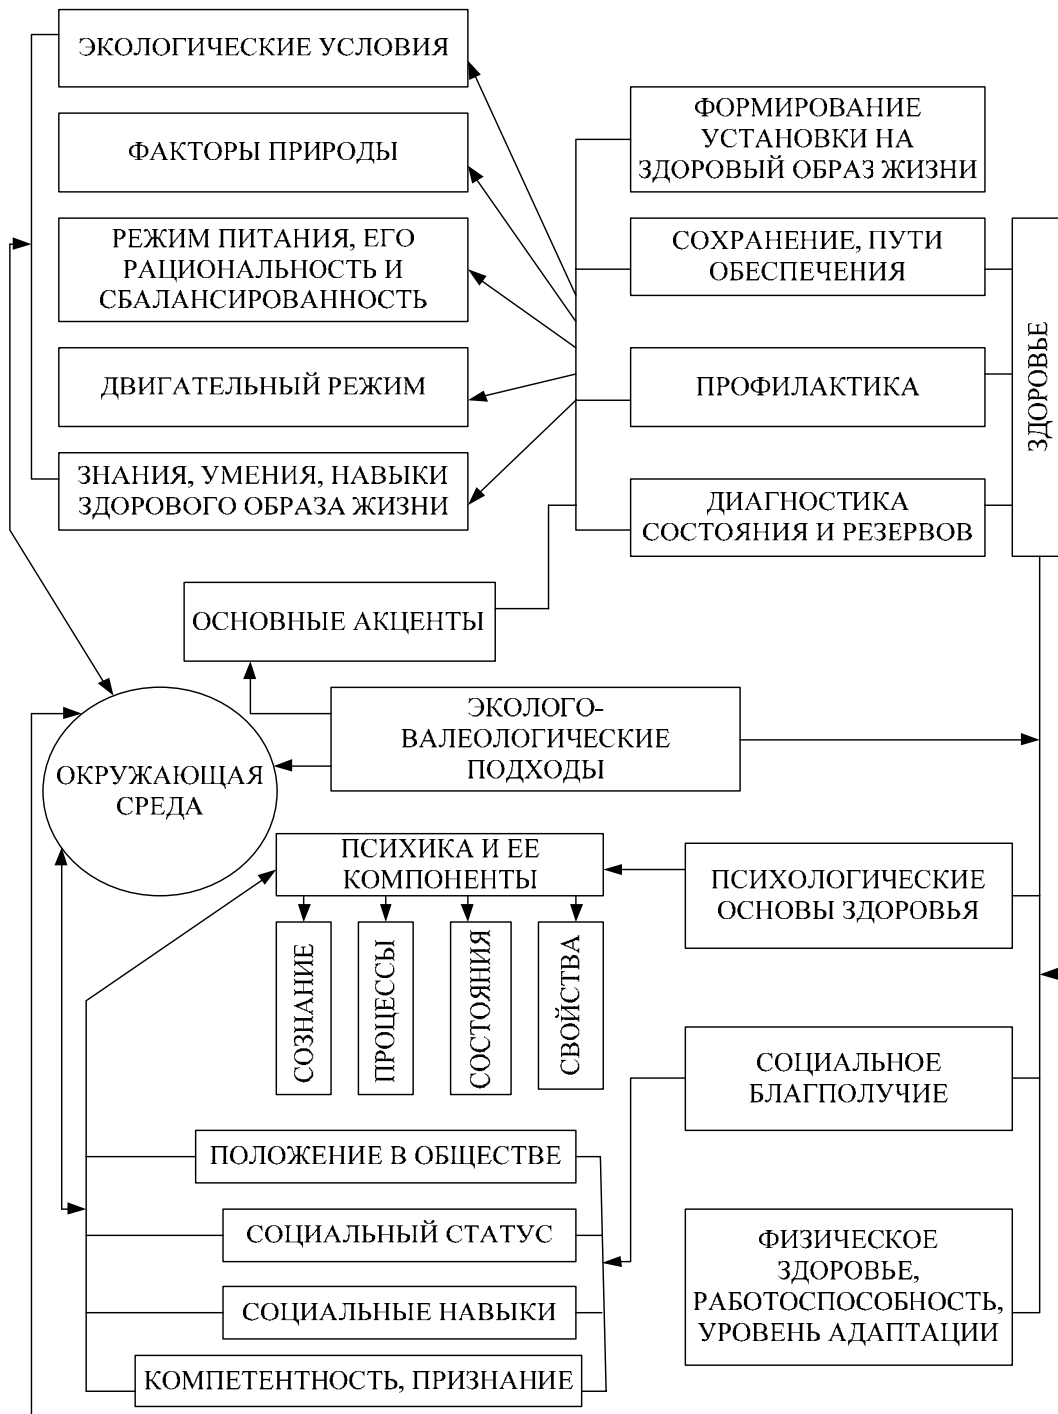 ЭКОЛОГИЧЕСКИЕ УСЛОВИЯ
ФАКТОРЫ ПРИРОДЫ
РЕЖИМ ПИТАНИЯ, ЕГО
РАЦИОНАЛЬНОСТЬ И
СБАЛАНСИРОВАННОСТЬ
ДВИГАТЕЛЬНЫЙ РЕЖИМ
ЗНАНИЯ, УМЕНИЯ, НАВЫКИ
ЗДОРОВОГО ОБРАЗА ЖИЗНИ
ФОРМИРОВАНИЕ
УСТАНОВКИ НА
ЗДОРОВЫЙ ОБРАЗ ЖИЗНИ
СОХРАНЕНИЕ, ПУТИ
ОБЕСПЕЧЕНИЯ
ПРОФИЛАКТИКА
ДИАГНОСТИКА
СОСТОЯНИЯ И РЕЗЕРВОВ
ЗДОРОВЬЕ
ОСНОВНЫЕ АКЦЕНТЫ
ЭКОЛОГО-
ВАЛЕОЛОГИЧЕСКИЕ
ПОДХОДЫ
ОКРУЖАЮЩАЯ
СРЕДА
ПСИХИКА И ЕЕ
КОМПОНЕНТЫ
СОЗНАНИЕ
ПРОЦЕССЫ
СОСТОЯНИЯ
СВОЙСТВА
ПСИХОЛОГИЧЕСКИЕ
ОСНОВЫ ЗДОРОВЬЯ
СОЦИАЛЬНОЕ
БЛАГПОЛУЧИЕ
ПОЛОЖЕНИЕ В ОБЩЕСТВЕ
СОЦИАЛЬНЫЙ СТАТУС
СОЦИАЛЬНЫЕ НАВЫКИ
КОМПЕТЕНТНОСТЬ, ПРИЗНАНИЕ
ФИЗИЧЕСКОЕ
ЗДОРОВЬЕ,
РАБОТОСПОСОБНОСТЬ,
УРОВЕНЬ АДАПТАЦИИ